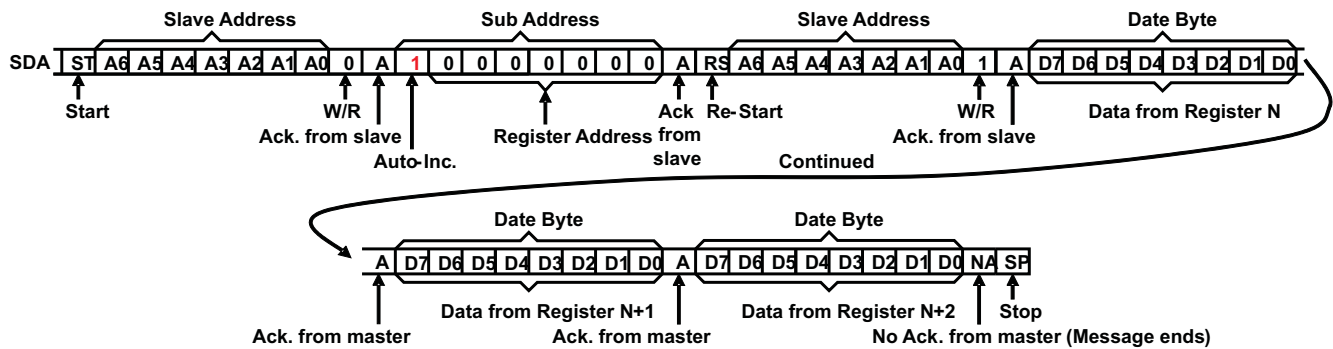 Slave Address Sub Address Slave Address Date Byte
SDA ST A6 A5 A4 A3 A2 A1 A0 0 A 1 0 0 0 0 0 0 0 A RS A6 A5 A4 A3 A2 A1 A0 1 A D7 D6 D5 D4 D3 D2 D1 D0
Start W/R Ack Re-Start W/R Data from Register N
Ack. from slave Register Address from Ack. from slave
Auto-Inc. slave Continued
Date Byte Date Byte
A D7 D6 D5 D4 D3 D2 D1 D0 A D7 D6 D5 D4 D3 D2 D1 D0 NA SP
Data from Register N+1 Data from Register N+2 Stop
Ack. from master Ack. from master No Ack. from master (Message ends)